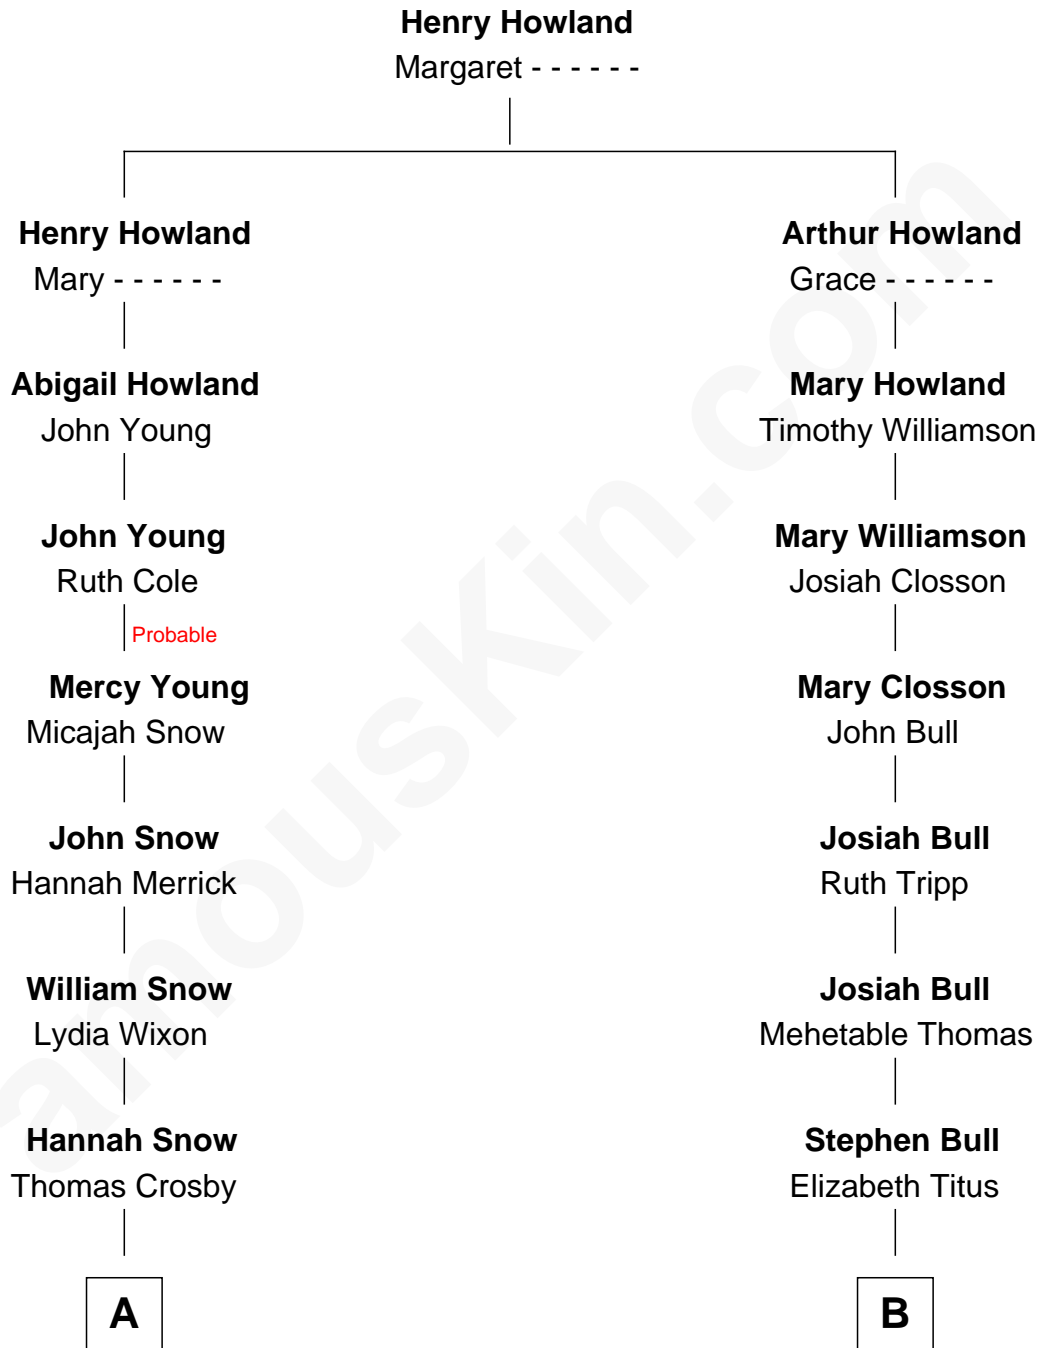 Henry Howland
Margaret - - - - - -
Henry Howland
Mary - - - - - -
Arthur Howland
Grace - - - - - -
Abigail Howland
John Young
Mary Howland
Timothy Williamson
John Young
Ruth Cole
Mary Williamson
Josiah Closson
Probable
Mercy Young
Micajah Snow
Mary Closson
John Bull
John Snow
Hannah Merrick
Josiah Bull
Ruth Tripp
William Snow
Lydia Wixon
Josiah Bull
Mehetable Thomas
Hannah Snow
Thomas Crosby
Stephen Bull
Elizabeth Titus
A
B
amousKin.com